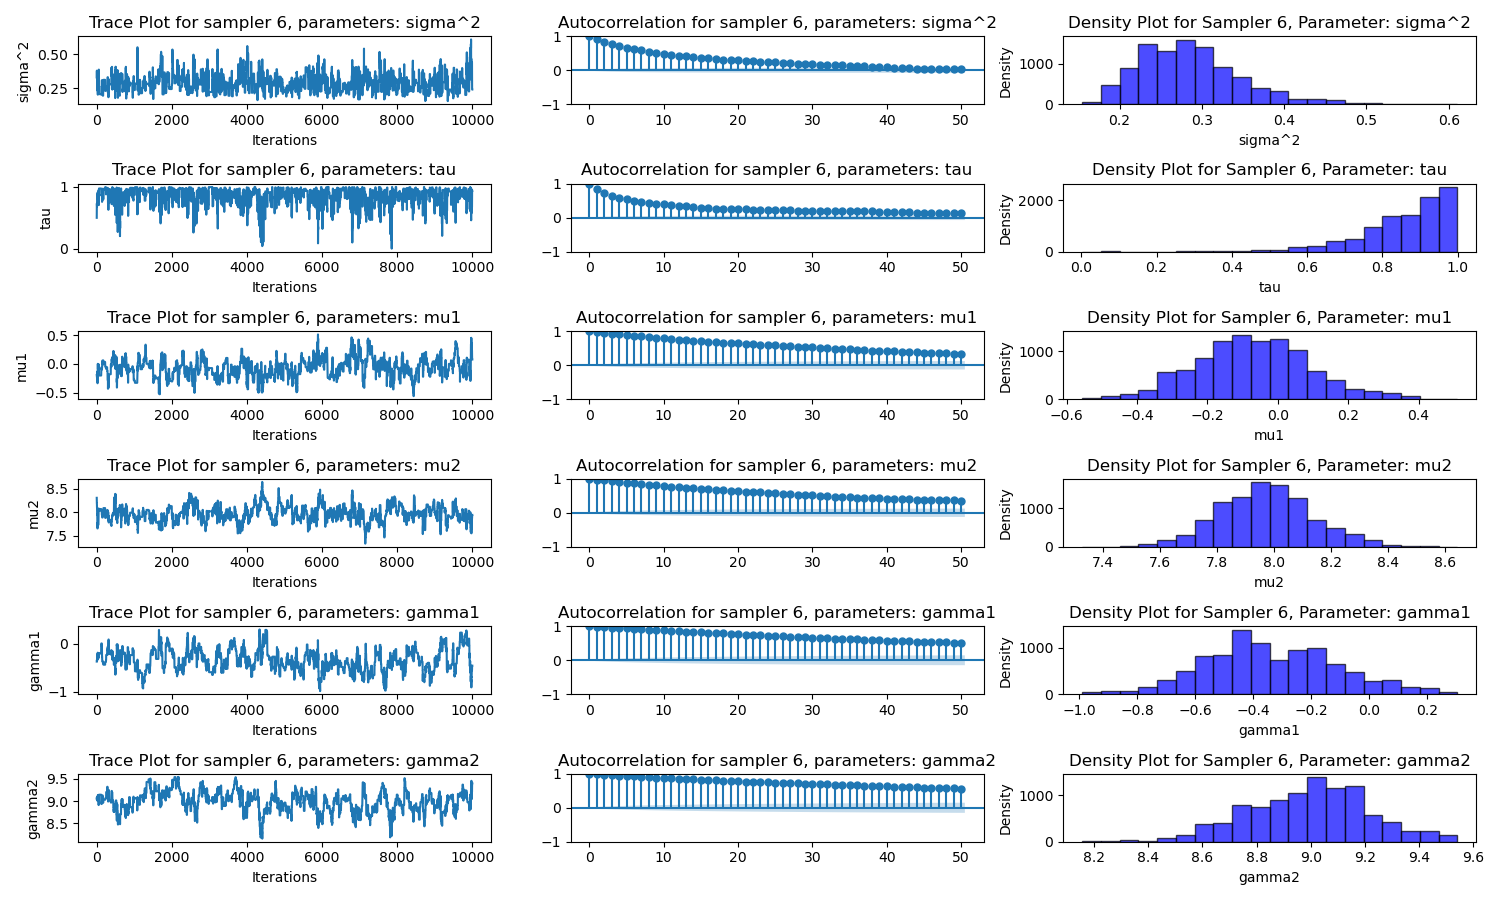 Trace Plot for sampler 6, parameters: sigma^2
sigma^2
0.50
0.25
0 2000 4000 6000 8000 10000
Iterations
Autocorrelation for sampler 6, parameters: sigma^2
1
0
−1
0 10 20 30 40 50
Density Plot for Sampler 6, Parameter: sigma^2
Density
1000
0
0.2 0.3 0.4 0.5 0.6
sigma^2
Trace Plot for sampler 6, parameters: tau
tau
1
0
0 2000 4000 6000 8000 10000
Iterations
Autocorrelation for sampler 6, parameters: tau
1
0
−1
0 10 20 30 40 50
Density Plot for Sampler 6, Parameter: tau
Density
2000
0
0.0 0.2 0.4 0.6 0.8 1.0
tau
Trace Plot for sampler 6, parameters: mu1
mu1
0.5
0.0
−0.5
0 2000 4000 6000 8000 10000
Iterations
Autocorrelation for sampler 6, parameters: mu1
1
0
−1
0 10 20 30 40 50
Density Plot for Sampler 6, Parameter: mu1
Density
1000
0
−0.6 −0.4 −0.2 0.0 0.2 0.4
mu1
Trace Plot for sampler 6, parameters: mu2
mu2
8.5
8.0
7.5
0 2000 4000 6000 8000 10000
Iterations
Autocorrelation for sampler 6, parameters: mu2
1
0
−1
0 10 20 30 40 50
Density Plot for Sampler 6, Parameter: mu2
Density
1000
0
7.4 7.6 7.8 8.0 8.2 8.4 8.6
mu2
Trace Plot for sampler 6, parameters: gamma1
gamma1
0
−1
0 2000 4000 6000 8000 10000
Iterations
Autocorrelation for sampler 6, parameters: gamma1
1
0
−1
0 10 20 30 40 50
Density Plot for Sampler 6, Parameter: gamma1
Density
1000
0
−1.0 −0.8 −0.6 −0.4 −0.2 0.0 0.2
gamma1
Trace Plot for sampler 6, parameters: gamma2
gamma2
9.5
9.0
8.5
0 2000 4000 6000 8000 10000
Iterations
Autocorrelation for sampler 6, parameters: gamma2
1
0
−1
0 10 20 30 40 50
Density Plot for Sampler 6, Parameter: gamma2
Density
1000
0
8.2 8.4 8.6 8.8 9.0 9.2 9.4 9.6
gamma2